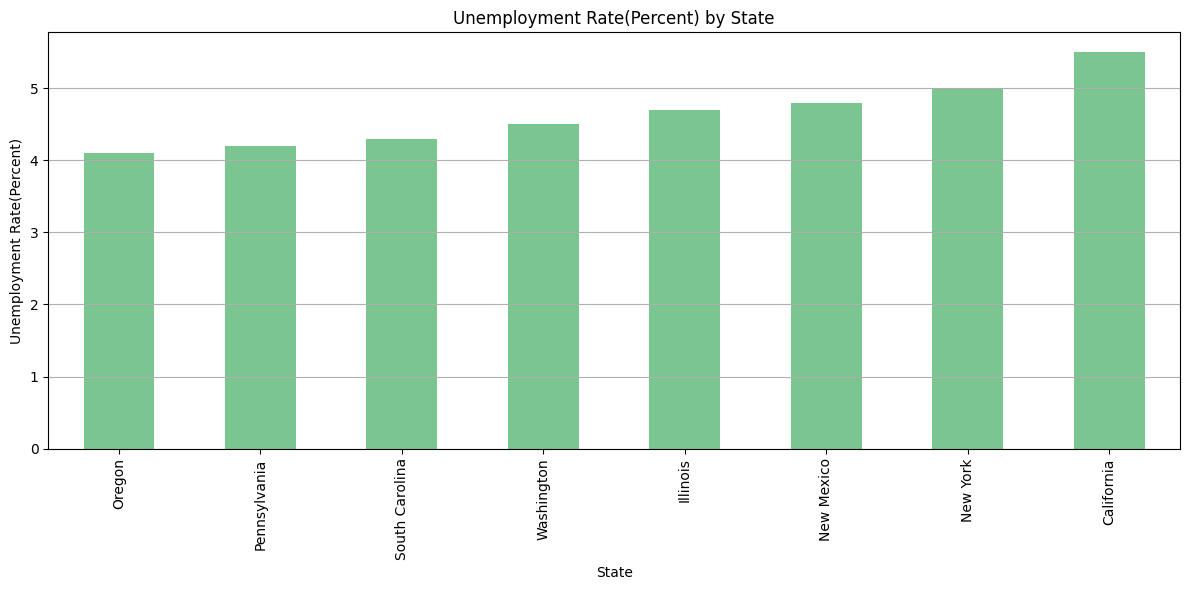 Unemployment Rate(Percent) by State
Unemployment Rate(Percent)
5
4
3
2
1
0
Oregon
Pennsylvania
South Carolina
Washington
Illinois
New Mexico
New York
California
State